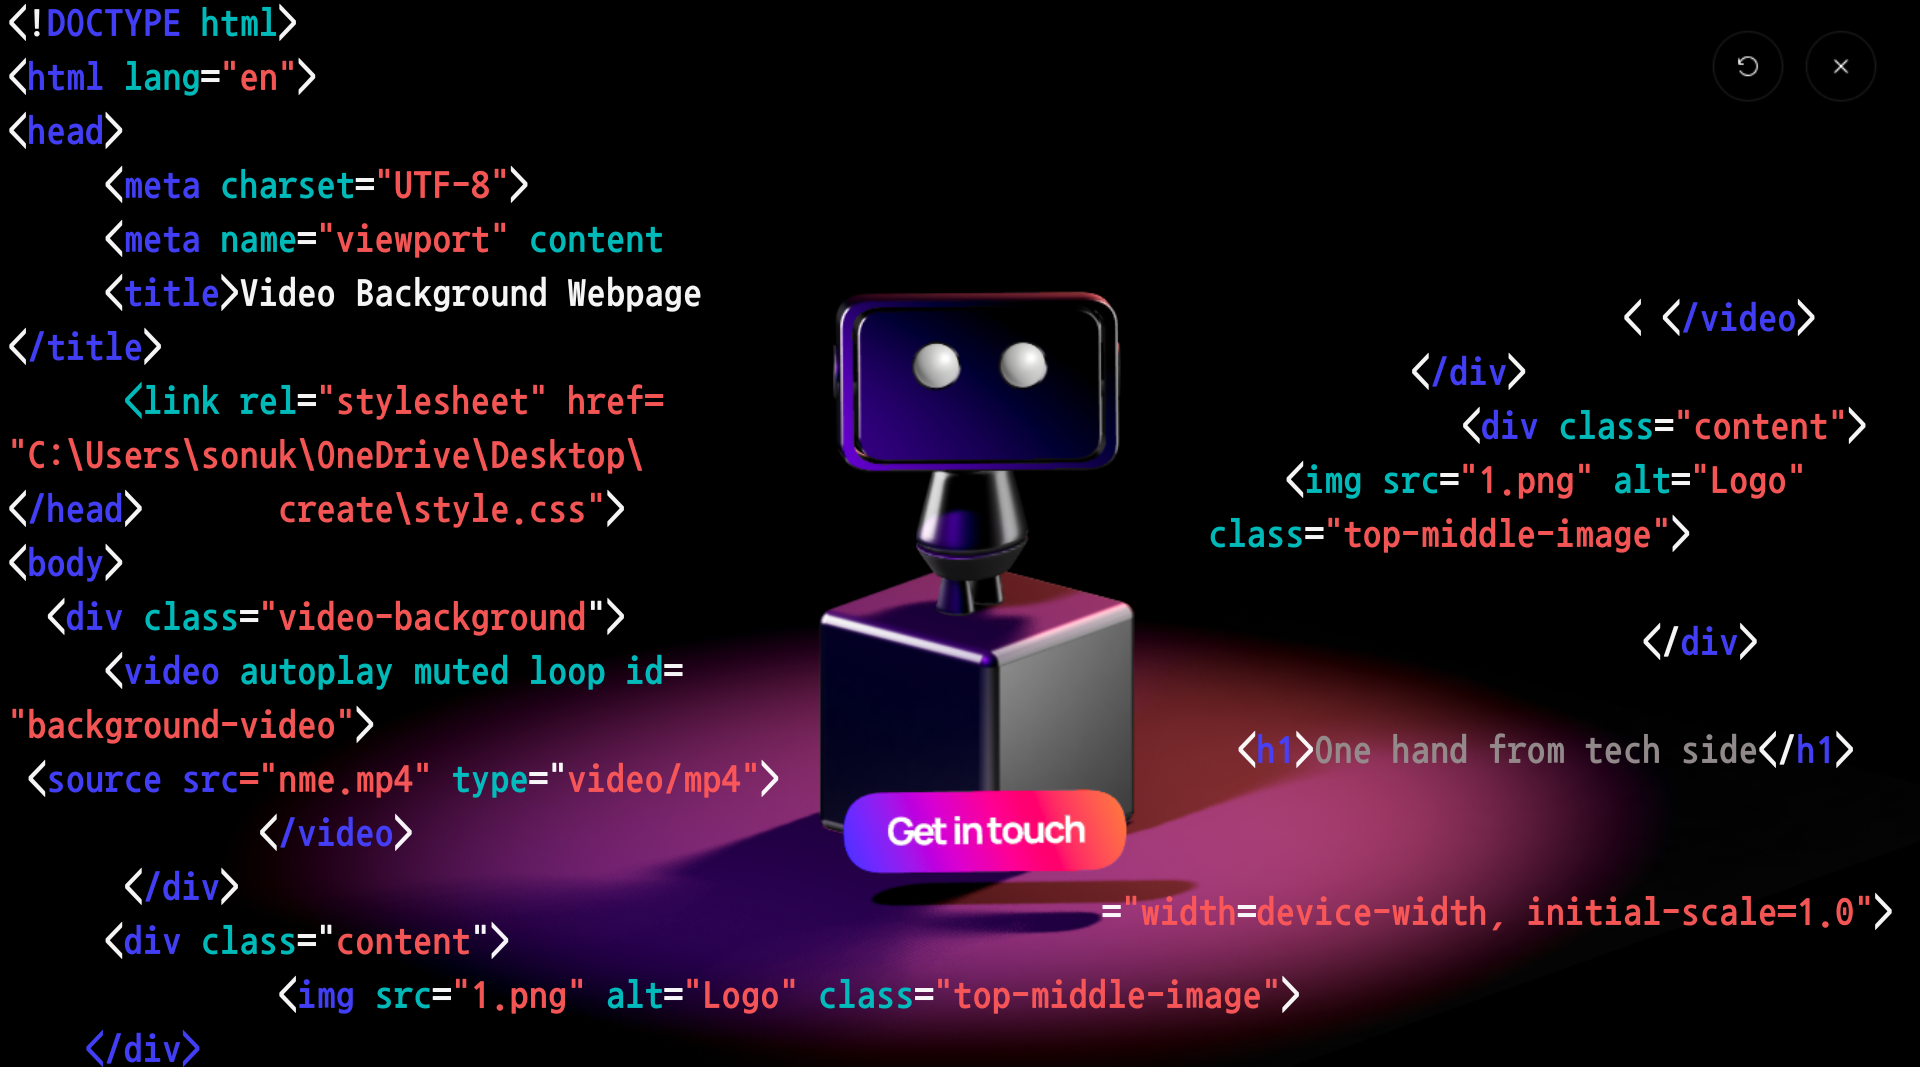 <!DOCTYPE html>
<html lang="en">
<head>
<meta charset="UTF-8">
<meta name="viewport" content
<title>Video Background Webpage
</title>
<link rel="stylesheet" href=
"C:\Users\sonuk\OneDrive\Desktop\
</head> create\style.css">
<body>
<div class="video-background">
<video autoplay muted loop id=
"background-video">
<source src="nme.mp4" type="video/mp4">
</video>
</div>
<div class="content">
<img src="1.png" alt="Logo" class="top-middle-image">
</div>
Get in touch
< </video>
</div>
<div class="content">
<img src="1.png" alt="Logo"
class="top-middle-image">
</div>
<h1>One hand from tech side</h1>
="width=device-width, initial-scale=1.0">